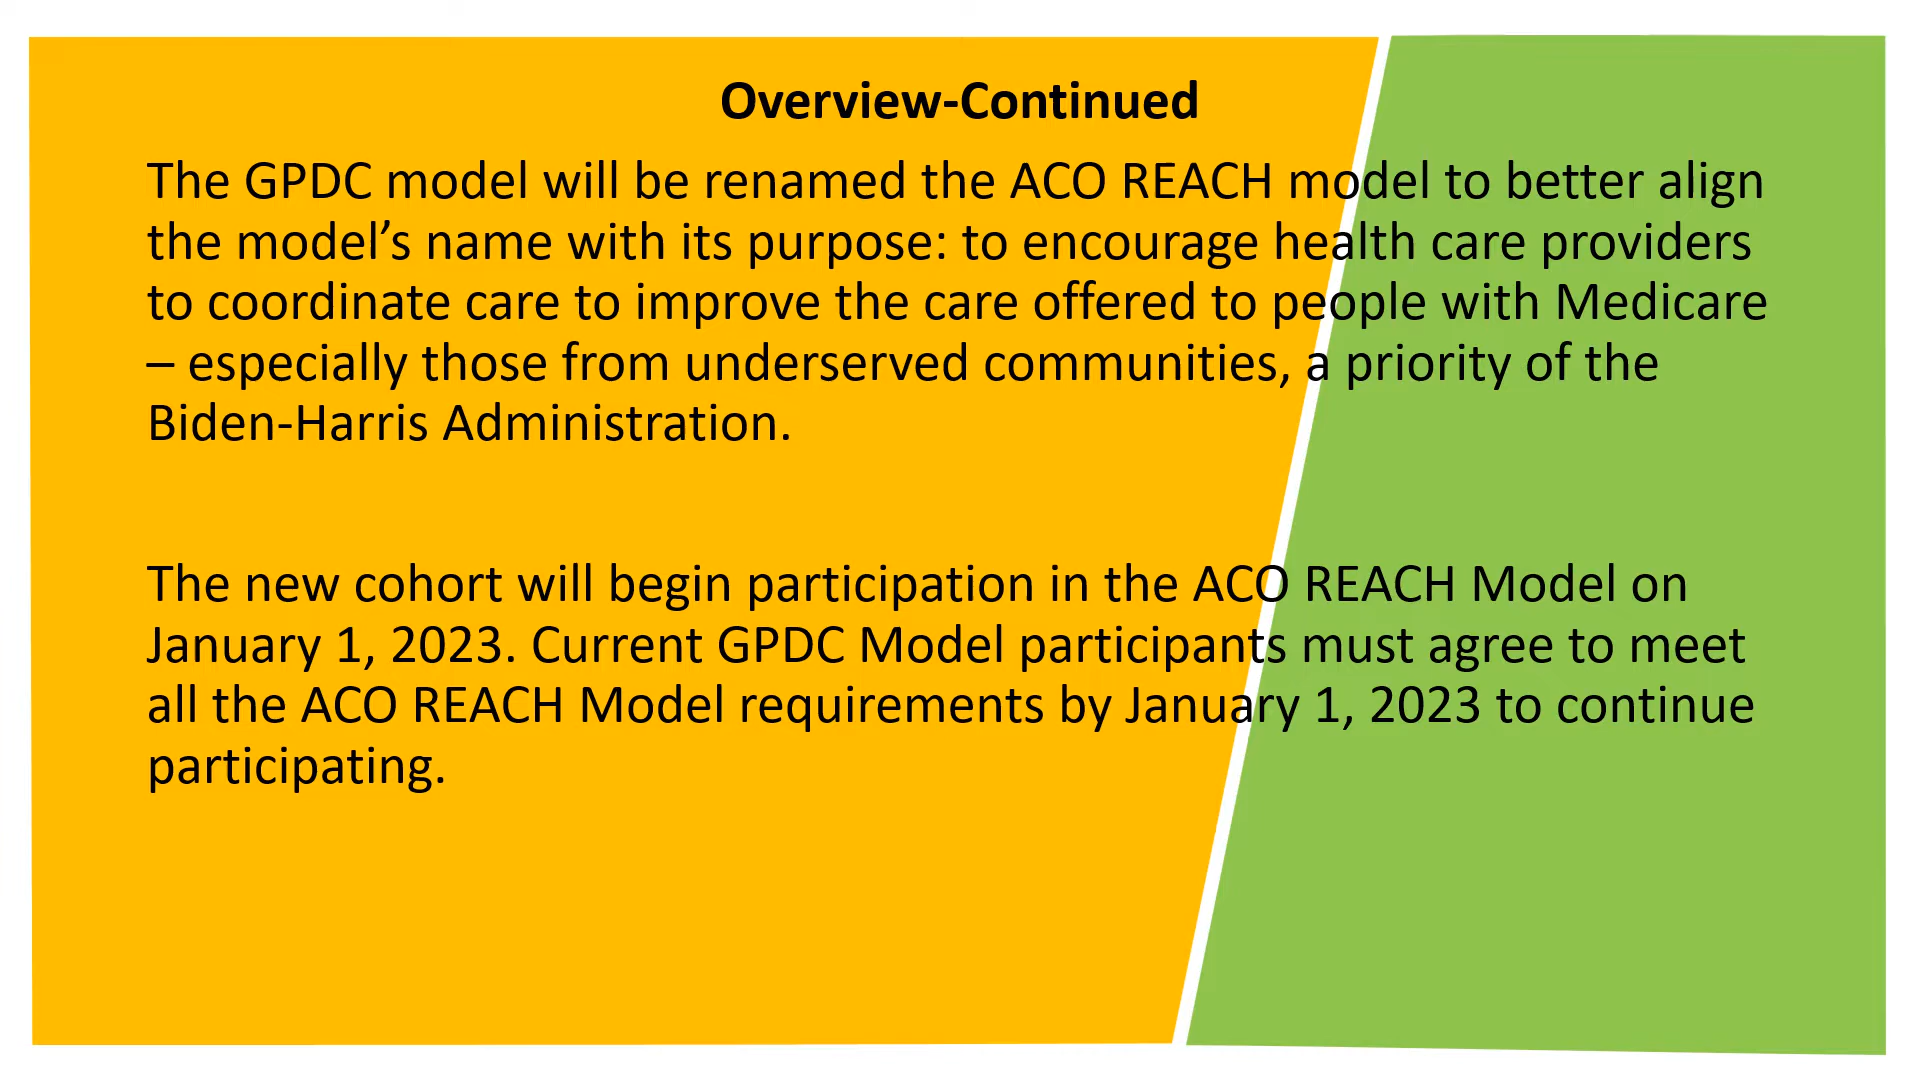 Overview-Continued
The GPDC model will be renamed the ACO REACH model to better align
the model’s name with its purpose: to encourage health care providers
to coordinate care to improve the care offered to people with Medicare
– especially those from underserved communities, a priority of the
Biden-Harris Administration.
The new cohort will begin participation in the ACO REACH Model on
January 1, 2023. Current GPDC Model participants must agree to meet
all the ACO REACH Model requirements by January 1, 2023 to continue
participating.